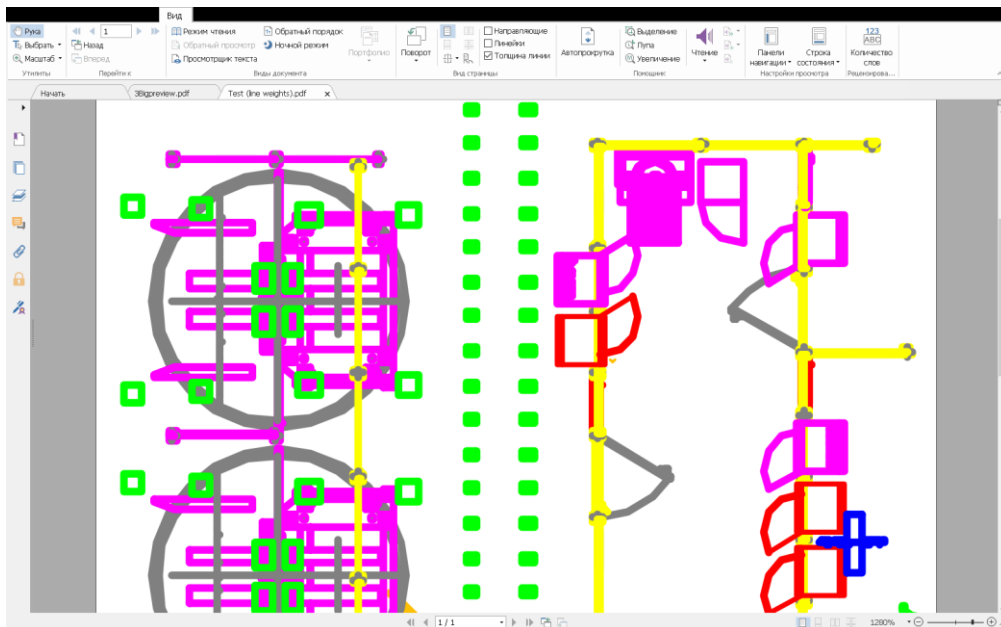 Вид
Рука
Выбрать
Масштаб
Утилиты
1
Назад
Вперед
Перейти к
Режим чтения
Обратный просмотр
Просмотрщик текста
Обратный порядок
Ночной режим
Портфолио
Виды документа
Поворот
Направляющие
Линейки
Толщина линии
Вид страницы
Автопрокрутка
Выделение
Лупа
Увеличение
Помощник
Чтение
Панели навигации
Строка состояния
Настройки просмотра
123
ABC
Количество слов
Рецензирова...
Начать
3Bigpreview.pdf
Test (line weights).pdf
x
1 / 1
1280%